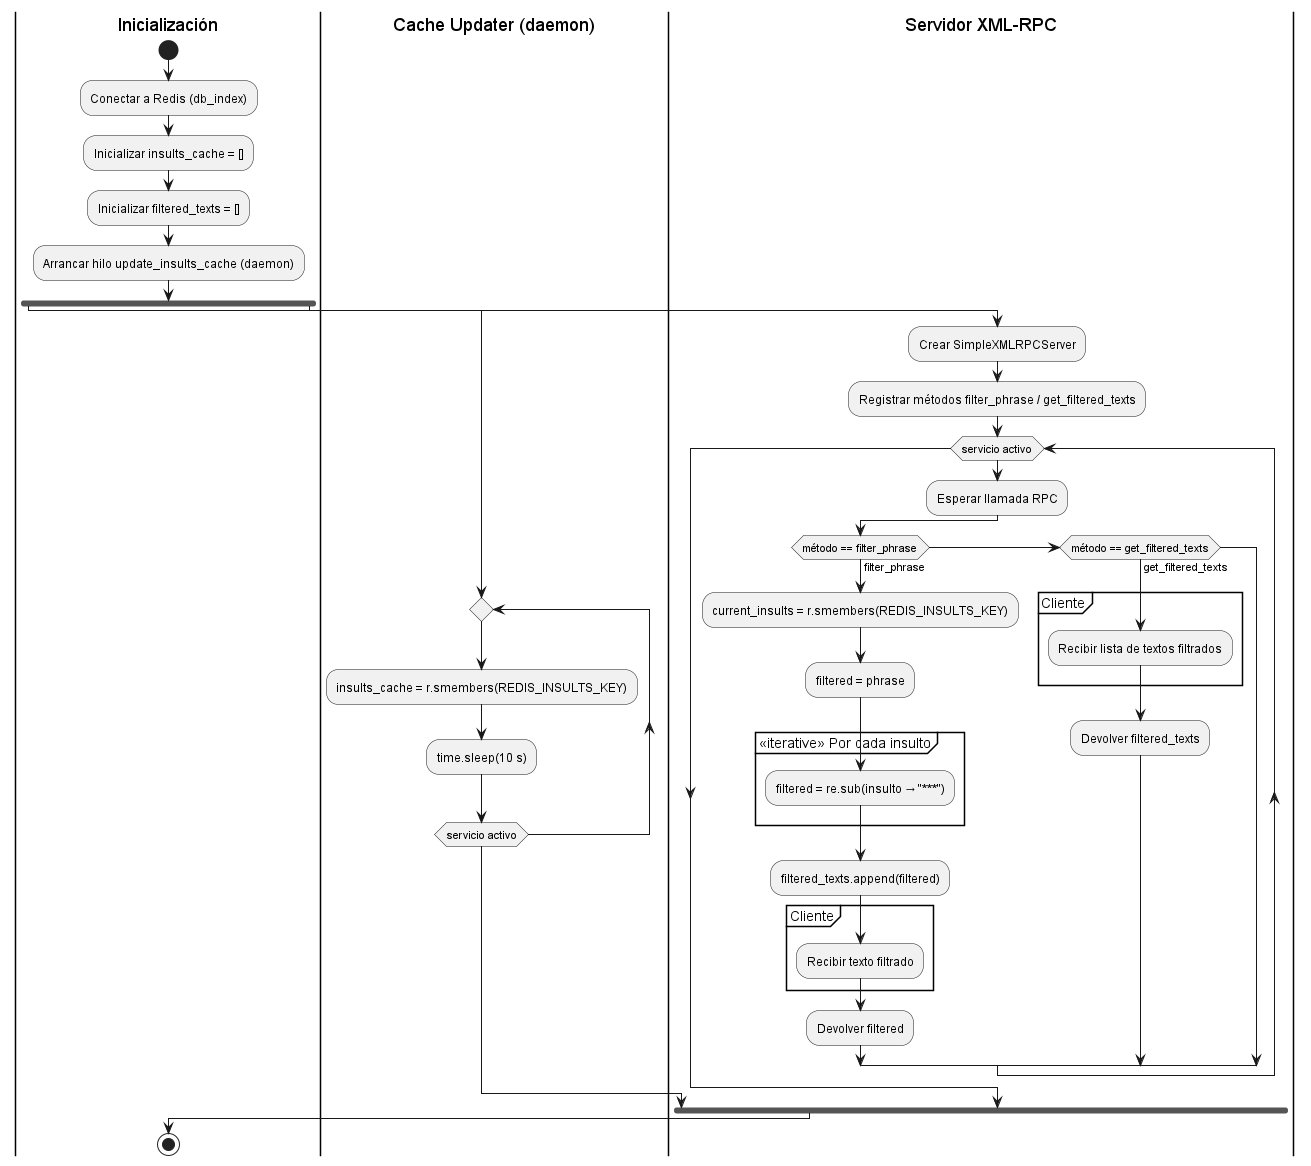 Inicialización
Cache Updater (daemon)
Servidor XML-RPC
Conectar a Redis (db_index)
Inicializar insults_cache = []
Inicializar filtered_texts = []
Arrancar hilo update_insults_cache (daemon)
Crear SimpleXMLRPCServer
Registrar métodos filter_phrase / get_filtered_texts
servicio activo
Esperar llamada RPC
método == filter_phrase
filter_phrase
método == get_filtered_texts
get_filtered_texts
current_insults = r.smembers(REDIS_INSULTS_KEY)
filtered = phrase
«iterative» Por cada insulto
filtered = re.sub(insulto → "***")
filtered_texts.append(filtered)
Cliente
Recibir texto filtrado
Devolver filtered
Cliente
Recibir lista de textos filtrados
Devolver filtered_texts
insults_cache = r.smembers(REDIS_INSULTS_KEY)
time.sleep(10 s)
servicio activo